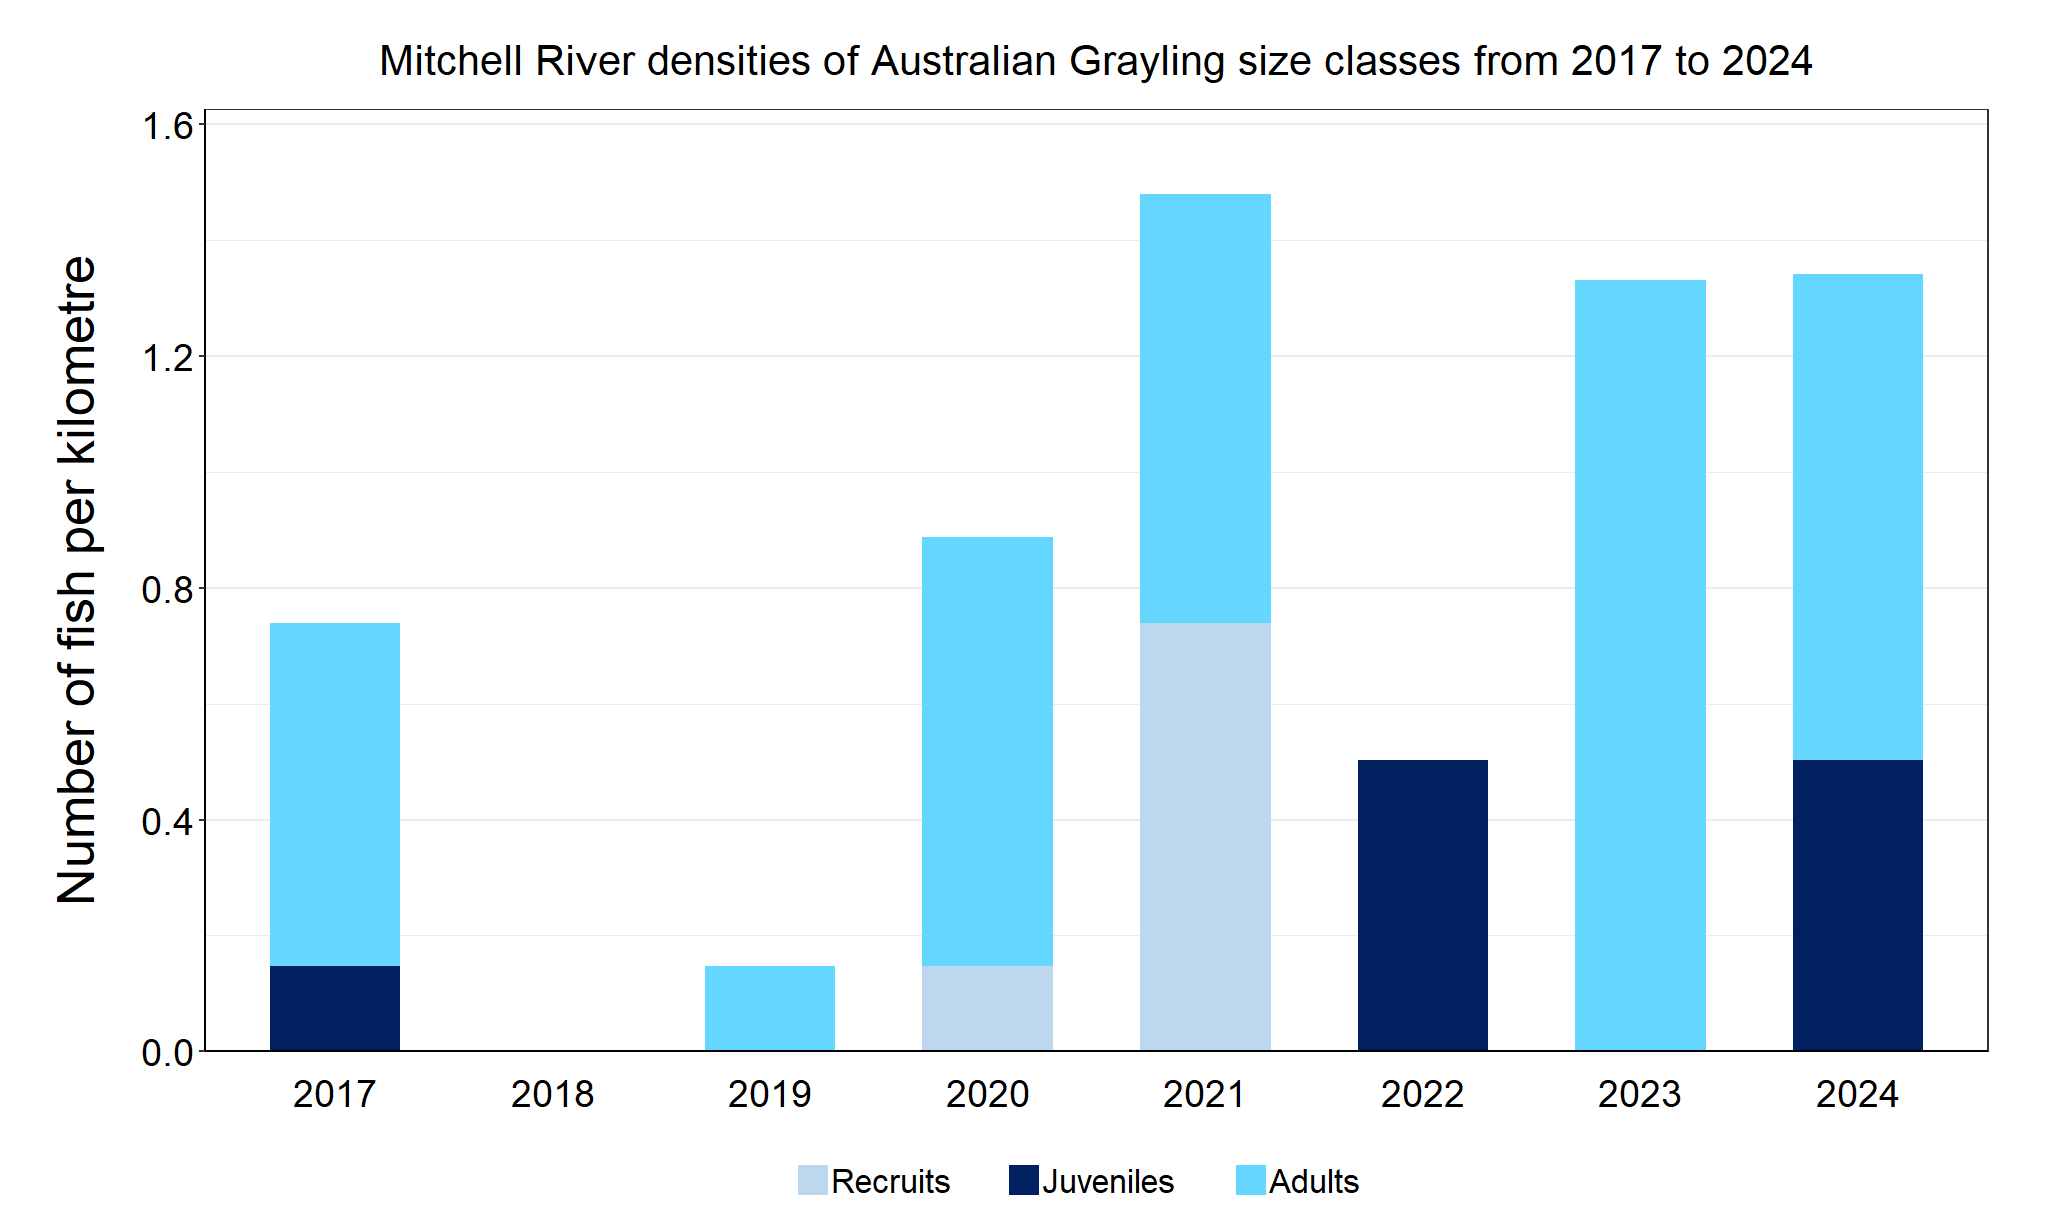 Mitchell River densities of Australian Grayling size classes from 2017 to 2024
Number of fish per kilometre
1.6
1.2
0.8
0.4
0.0
2017 2018 2019 2020 2021 2022 2023 2024
Recruits Juveniles Adults